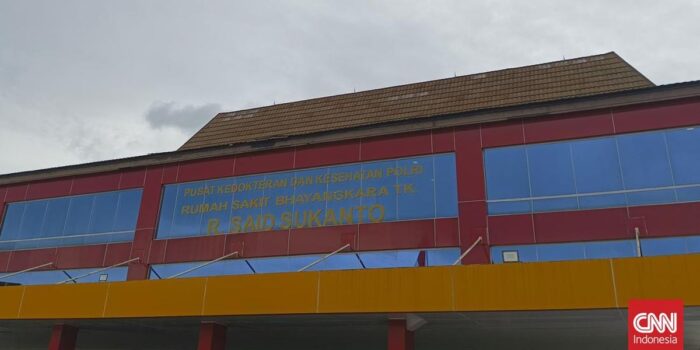 PUSAT KEDOKTERAN DAN KESEHATAN POLRI
RUMAH SAKIT BHAYANGKARA TK.
R. SAID SUKANTO
CNN
Indonesia